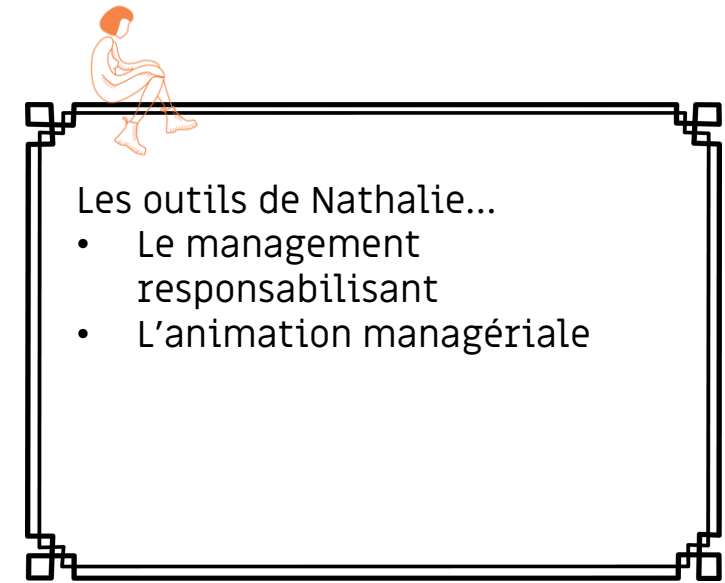 Les outils de Nathalie...
• Le management
responsabilisant
• L’animation managériale